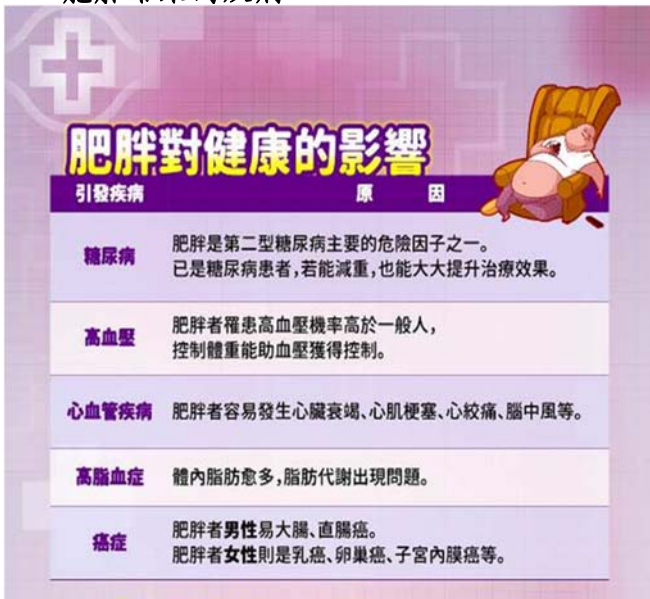 肥胖對健康的影響
引發疾病 原因
糖尿病 肥胖是第二型糖尿病主要的危險因子之一。
已是糖尿病患者,若能減重,也能大大提升治療效果。
高血壓 肥胖者罹患高血壓機率高於一般人,
控制體重能助血壓獲得控制。
心血管疾病 肥胖者容易發生心臟衰竭、心肌梗塞、心絞痛、腦中風等。
高脂血症 體內脂肪愈多,脂肪代謝出現問題。
癌症 肥胖者男性易大腸、直腸癌。
肥胖者女性則是乳癌、卵巢癌、子宮內膜癌等。